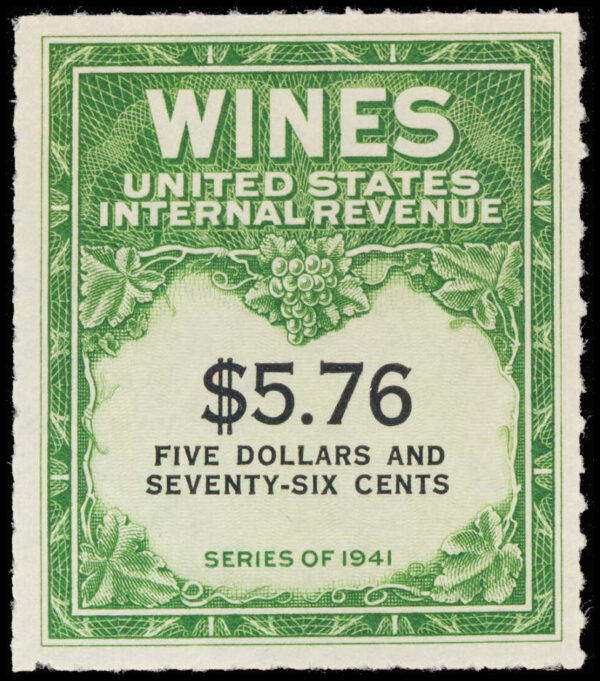 WINES
UNITED STATES
INTERNAL REVENUE
$5.76
FIVE DOLLARS AND
SEVENTY-SIX CENTS
SERIES OF 1941